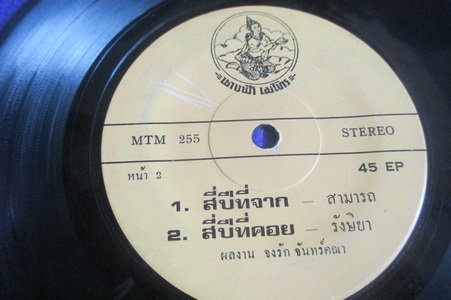 นางฟ้า เมโทร
MTM 255 STEREO
หน้า 2 45 EP
1. สี่ปีที่จาก – สามารถ
2. สี่ปีที่คอย – รังษิยา
ผลงาน จงรัก จันทร์คณา